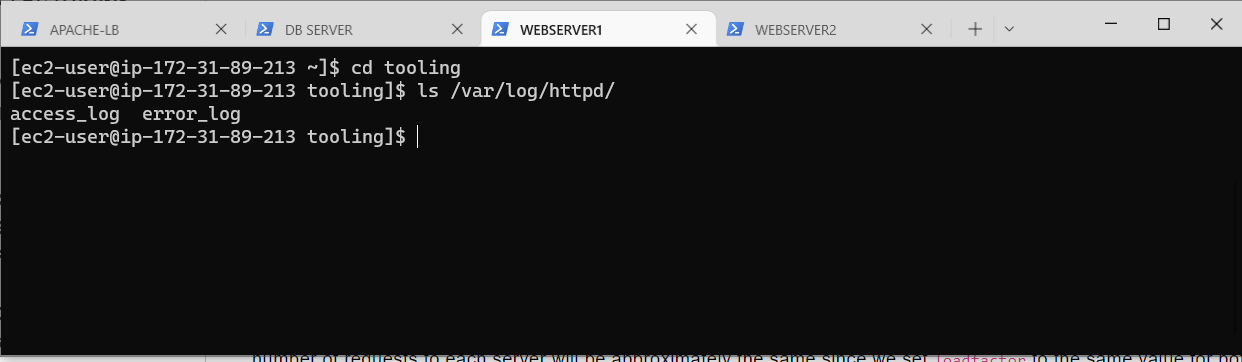 APACHE-LB
DB SERVER
WEBSERVER1
WEBSERVER2
[ec2-user@ip-172-31-89-213 ~]$ cd tooling
[ec2-user@ip-172-31-89-213 tooling]$ ls /var/log/httpd/
access_log  error_log
[ec2-user@ip-172-31-89-213 tooling]$
number of requests to each server will be approximately the same since we set loadfactor to the same value for bo